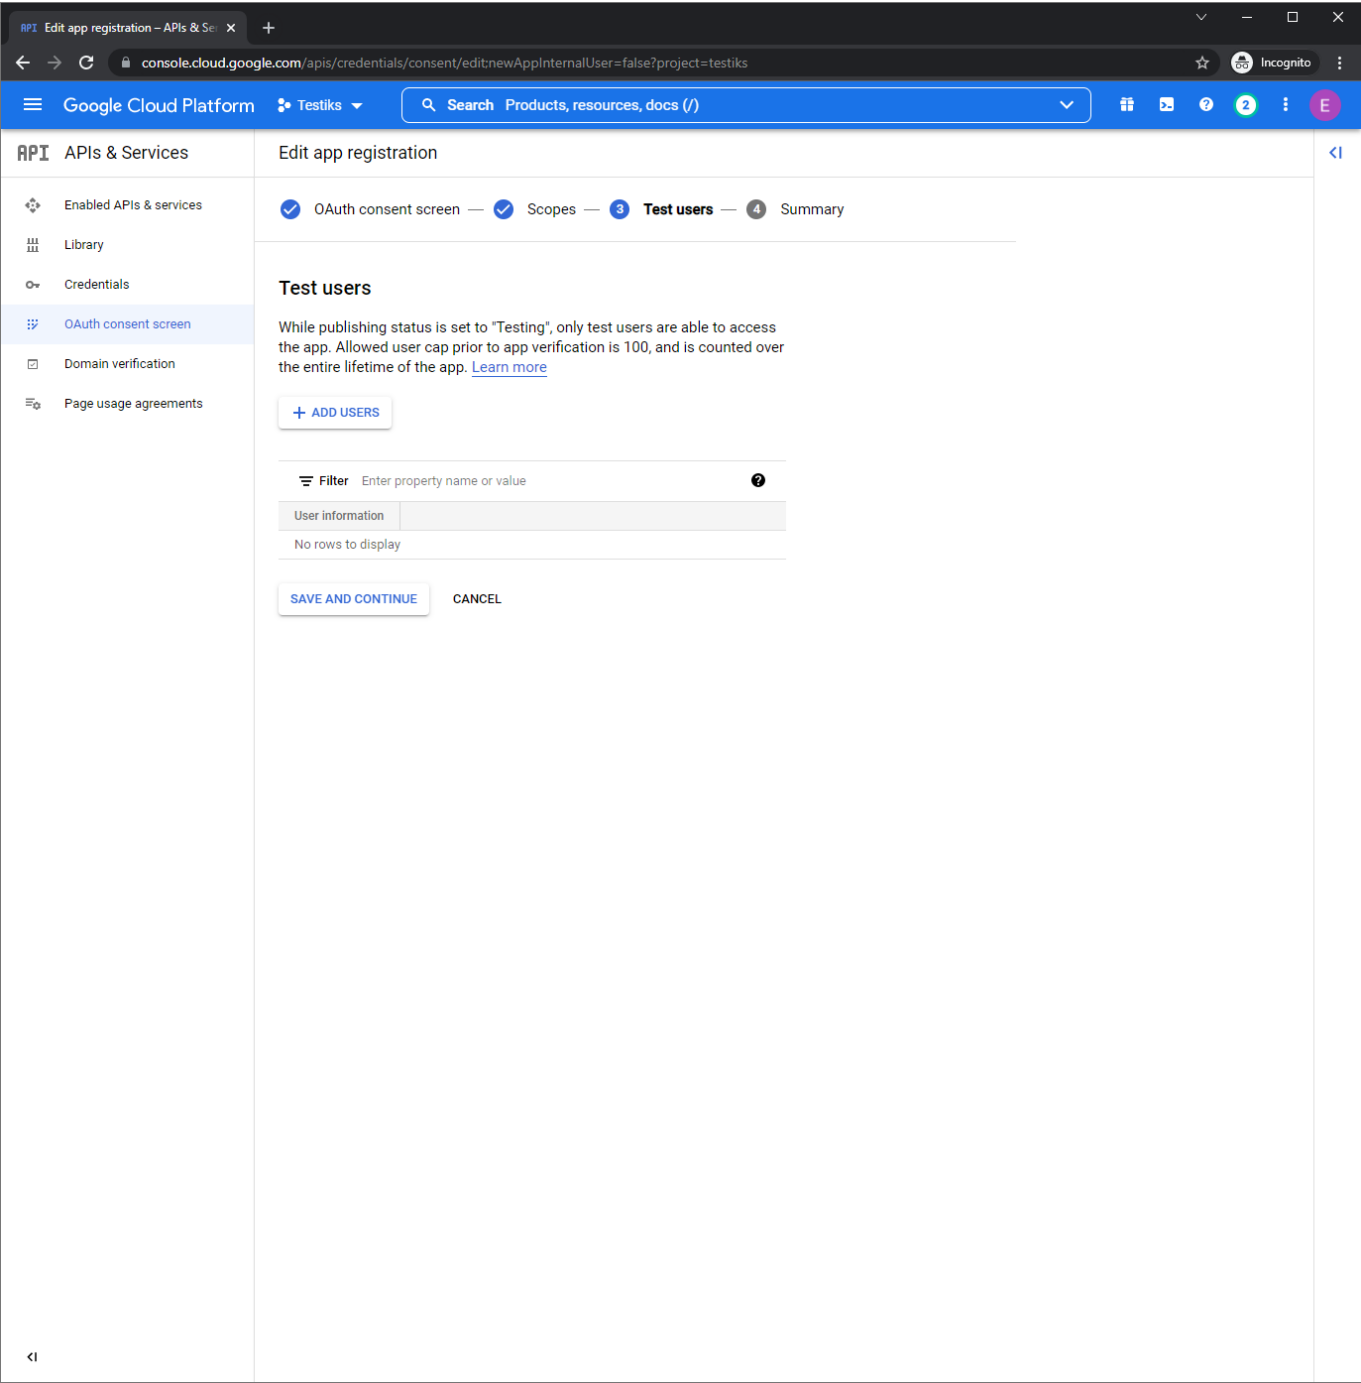 API Edit app registration – APIs & Ser
console.cloud.google.com/apis/credentials/consent/edit;newAppInternalUser=false?project=testiks
Incognito
Google Cloud Platform
Testiks
Search Products, resources, docs (/)
2
E
API APIs & Services
Edit app registration
Enabled APIs & services
Library
Credentials
OAuth consent screen
Domain verification
Page usage agreements
OAuth consent screen — Scopes — 3 Test users — 4 Summary
Test users
While publishing status is set to "Testing", only test users are able to access
the app. Allowed user cap prior to app verification is 100, and is counted over
the entire lifetime of the app. Learn more
+ ADD USERS
Filter Enter property name or value
User information
No rows to display
SAVE AND CONTINUE
CANCEL